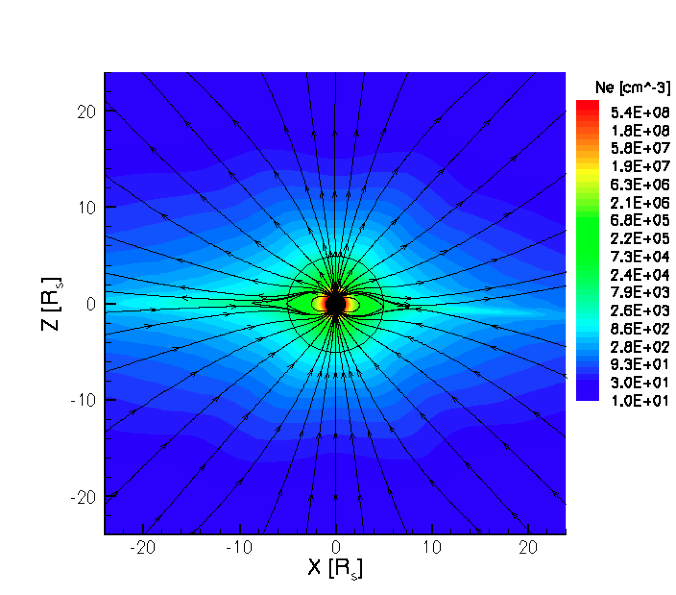 Ne [cm^-3]
5.4E+08
1.8E+08
5.8E+07
1.9E+07
6.3E+06
2.1E+06
6.8E+05
2.2E+05
7.3E+04
2.4E+04
7.9E+03
2.6E+03
8.6E+02
2.8E+02
9.3E+01
3.0E+01
1.0E+01
20
10
0
-10
-20
Z [Rs]
-20 -10 0 10 20
X [Rs]